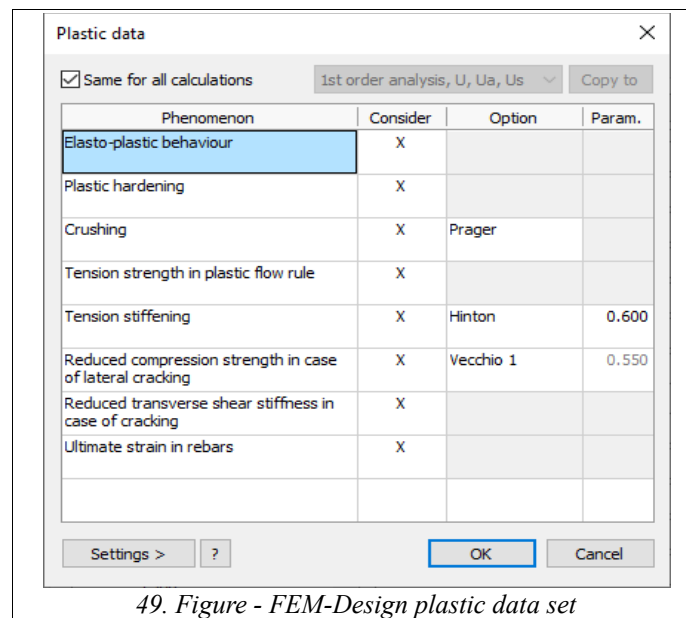 Plastic data
Same for all calculations 1st order analysis, U, Ua, Us Copy to
Phenomenon Consider Option Param.
Elasto-plastic behaviour X
Plastic hardening X
Crushing X Prager
Tension strength in plastic flow rule X
Tension stiffening X Hinton 0.600
Reduced compression strength in case X Vecchio 1 0.550
of lateral cracking
Reduced transverse shear stiffness in X
case of cracking
Ultimate strain in rebars X
Settings > ? OK Cancel
49. Figure - FEM-Design plastic data set